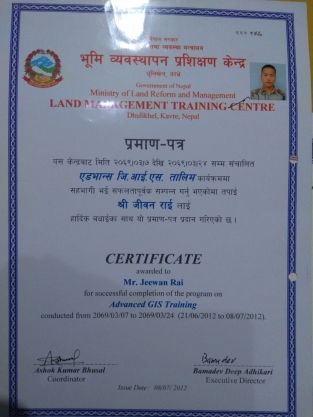 नेपाल सरकार
भूमि व्यवस्थापन प्रशिक्षण केन्द्र
धुलिखेल, काभ्रे
Government of Nepal
Ministry of Land Reform and Management
LAND MANAGEMENT TRAINING CENTRE
Dhulikhel, Kavre, Nepal
प्रमाण-पत्र
यस केन्द्रबाट मिति २०६९/०३/७ देखि २०६९/०३/२४ सम्म संचालित
एडभान्स जि.आई.एस. तालिम कार्यक्रममा
सहभागी भई सफलतापूर्वक सम्पन्न गर्नु भएकोमा तपाईं
श्री जीवन राई लाई
हार्दिक बधाईका साथ यो प्रमाण-पत्र प्रदान गरिएको छ।
CERTIFICATE
awarded to
Mr. Jeewan Rai
for successful completion of the program on
Advanced GIS Training
conducted from 2069/03/07 to 2069/03/24 (21/06/2012 to 08/07/2012).
Ashok Kumar Bhusal
Coordinator
Bamadev
Bamadev Deep Adhikari
Executive Director
Issue Date: 08/07/2012